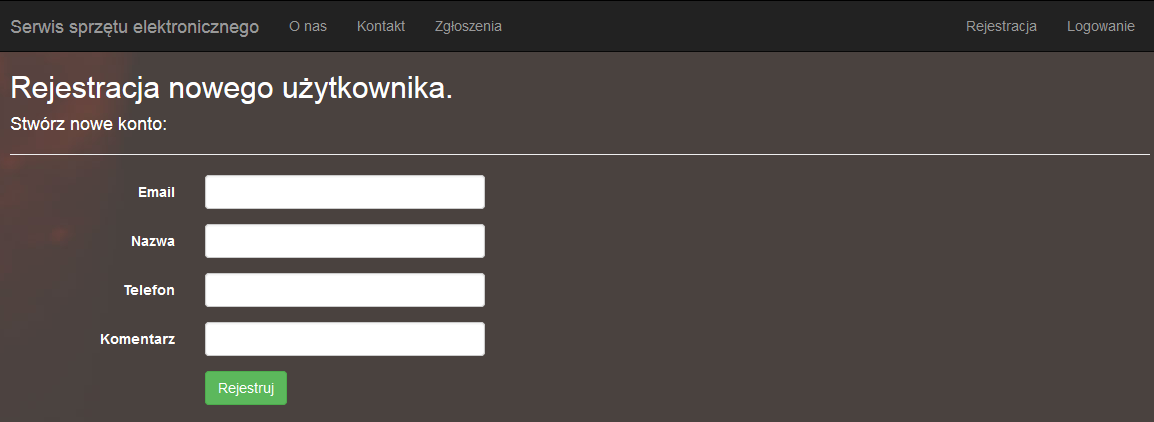 Serwis sprzętu elektronicznego O nas Kontakt Zgłoszenia Rejestracja Logowanie
Rejestracja nowego użytkownika.
Stwórz nowe konto:
Email
Nazwa
Telefon
Komentarz
Rejestruj